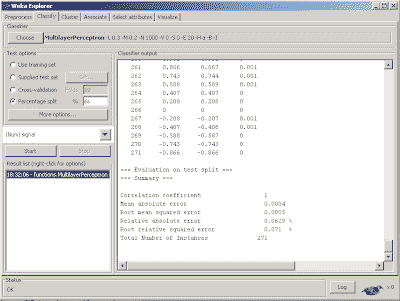 Weka Explorer
Preprocess Classify Cluster Associate Select attributes Visualize
Classifier
Choose MultilayerPerceptron -L 0.3 -M 0.2 -N 1000 -V 0 -S 0 -E 20 -H a -B -I
Test options
Use training set
Supplied test set Set...
Cross-validation Folds 10
Percentage split % 66
More options...
(Num) signal
Start Stop
Result list (right-click for options)
18:32:06 - functions.MultilayerPerceptron
Classifier output
261 0.866 0.867 0.001
262 0.743 0.744 0.001
263 0.588 0.589 0.001
264 0.407 0.407 0
265 0.208 0.208 0
266 0 0 0
267 -0.208 -0.207 0.001
268 -0.407 -0.406 0.001
269 -0.588 -0.587 0
270 -0.743 -0.743 0
271 -0.866 -0.865 0
=== Evaluation on test split ===
=== Summary ===
Correlation coefficient 1
Mean absolute error 0.0004
Root mean squared error 0.0005
Relative absolute error 0.0629 %
Root relative squared error 0.071 %
Total Number of Instances 271
Status
OK
Log
x 0